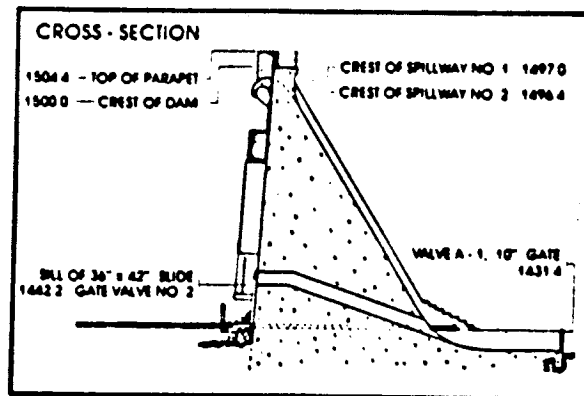 CROSS - SECTION
1504.4 - TOP OF PARAPET
1500.0 - CREST OF DAM
CREST OF SPILLWAY NO 1 1497.0
CREST OF SPILLWAY NO 2 1496.4
VALVE A - 1, 10" GATE
1431.4
SILL OF 36" x 42" SLIDE
1442.2 GATE VALVE NO 2